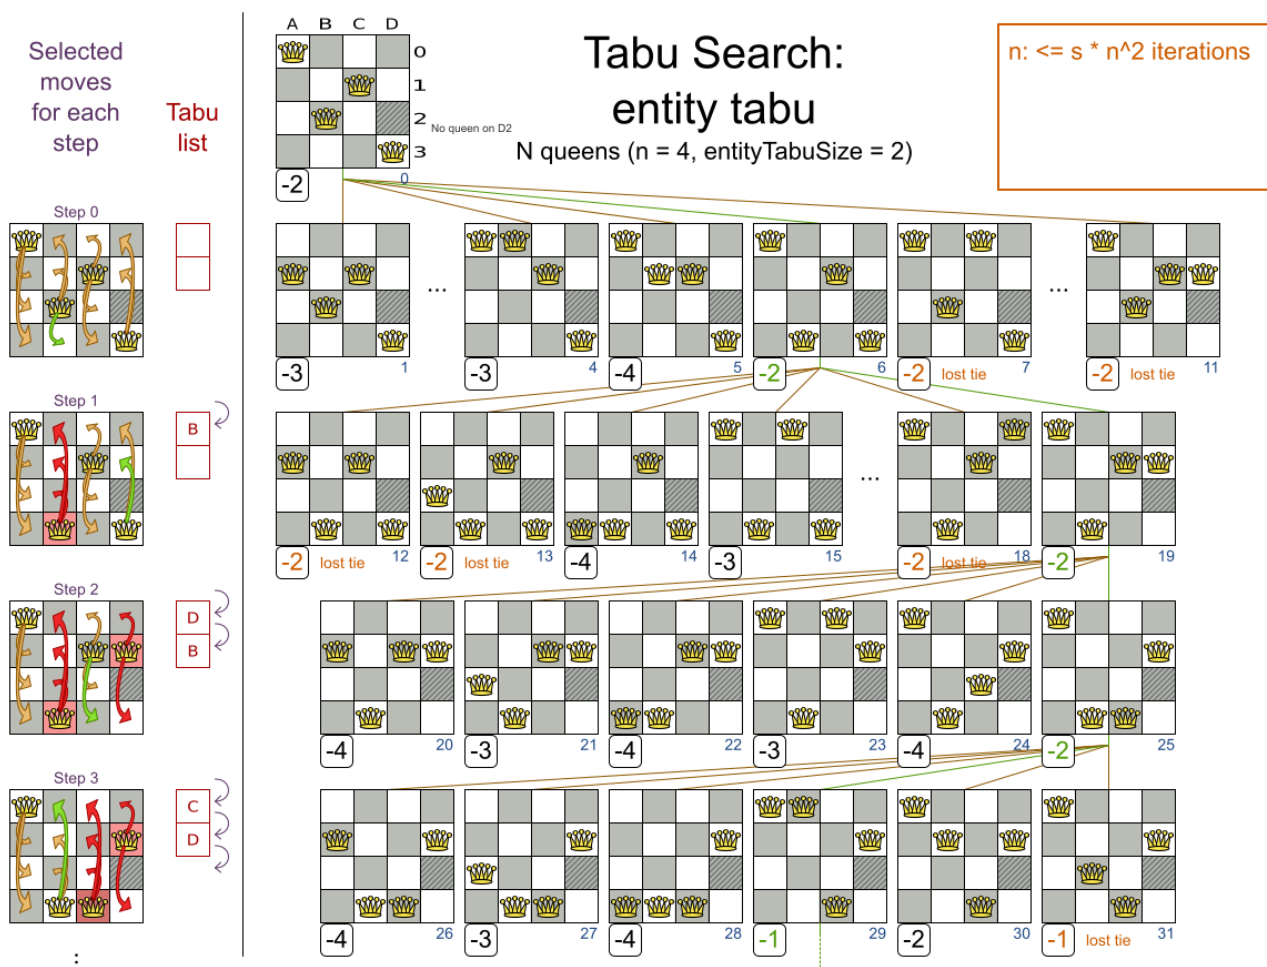 A B C D
0
1
2
3
No queen on D2
-2
0
Selected
moves
for each
step
Tabu
list
Tabu Search:
entity tabu
N queens (n = 4, entityTabuSize = 2)
n: <= s * n^2 iterations
Step 0
...
...
-3 1
-3 4
-4 5
-2 6
-2 lost tie 7
-2 lost tie 11
Step 1
B
...
-2 lost tie 12
-2 lost tie 13
-4 14
-3 15
-2 lost tie 18
-2 19
Step 2
D
B
-4 20
-3 21
-4 22
-3 23
-4 24
-2 25
Step 3
C
D
-4 26
-3 27
-4 28
-1 29
-2 30
-1 lost tie 31
: